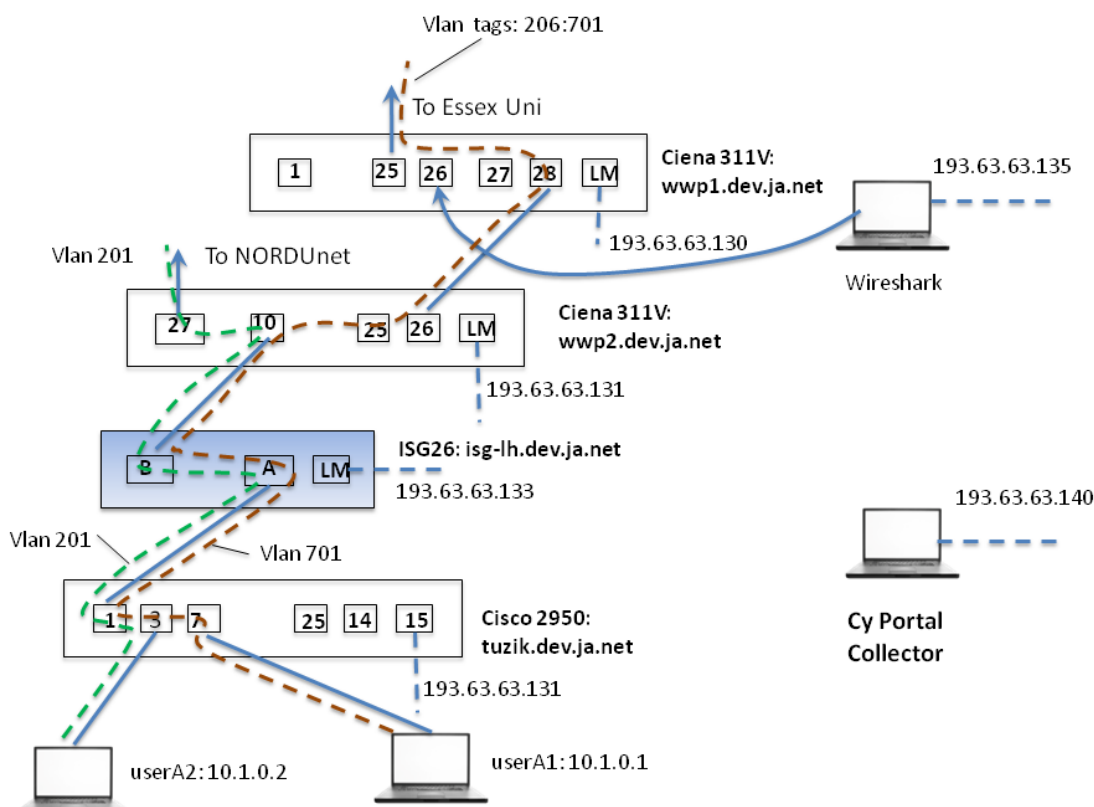 Vlan tags: 206:701
To Essex Uni
1
25
26
27
28
LM
Ciena 311V:
wwp1.dev.ja.net
193.63.63.135
193.63.63.130
Wireshark
Vlan 201
To NORDUnet
27
10
25
26
LM
Ciena 311V:
wwp2.dev.ja.net
193.63.63.131
B
A
LM
ISG26: isg-lh.dev.ja.net
193.63.63.133
193.63.63.140
Vlan 201
Vlan 701
1
3
7
25
14
15
Cisco 2950:
tuzik.dev.ja.net
Cy Portal
Collector
193.63.63.131
userA2:10.1.0.2
userA1:10.1.0.1